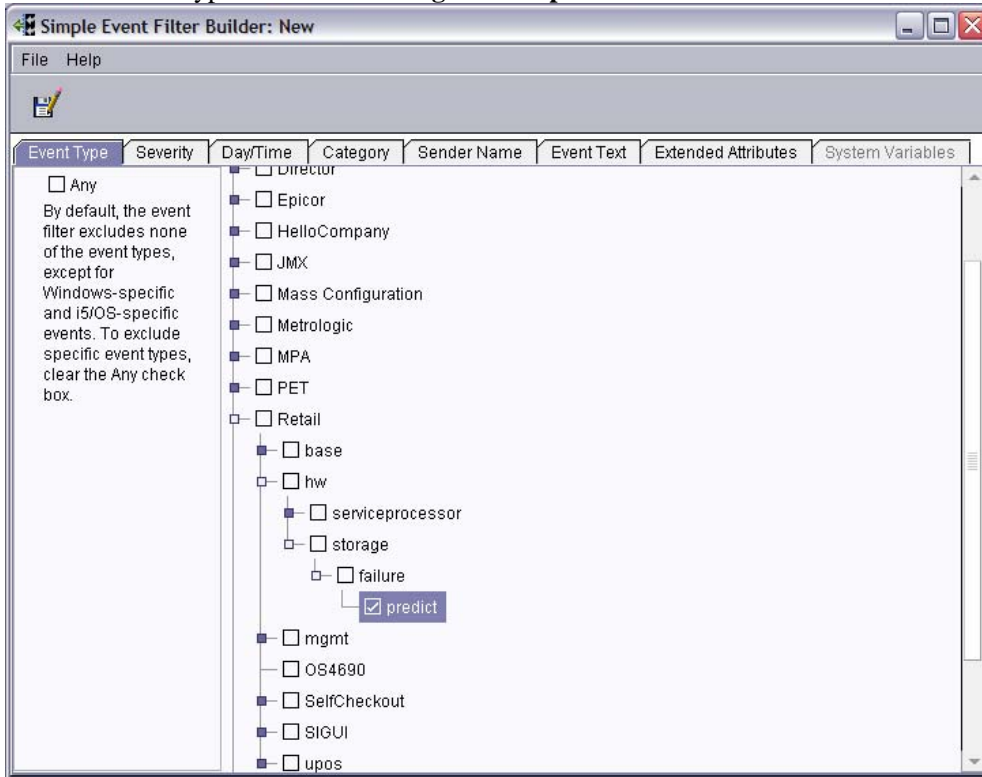 Simple Event Filter Builder: New
File Help
Event Type Severity Day/Time Category Sender Name Event Text Extended Attributes System Variables
Any
By default, the event
filter excludes none
of the event types,
except for
Windows-specific
and i5/OS-specific
events. To exclude
specific event types,
clear the Any check
box.
Director
Epicor
HelloCompany
JMX
Mass Configuration
Metrologic
MPA
PET
Retail
base
hw
serviceprocessor
storage
failure
predict
mgmt
OS4690
SelfCheckout
SIGUI
upos